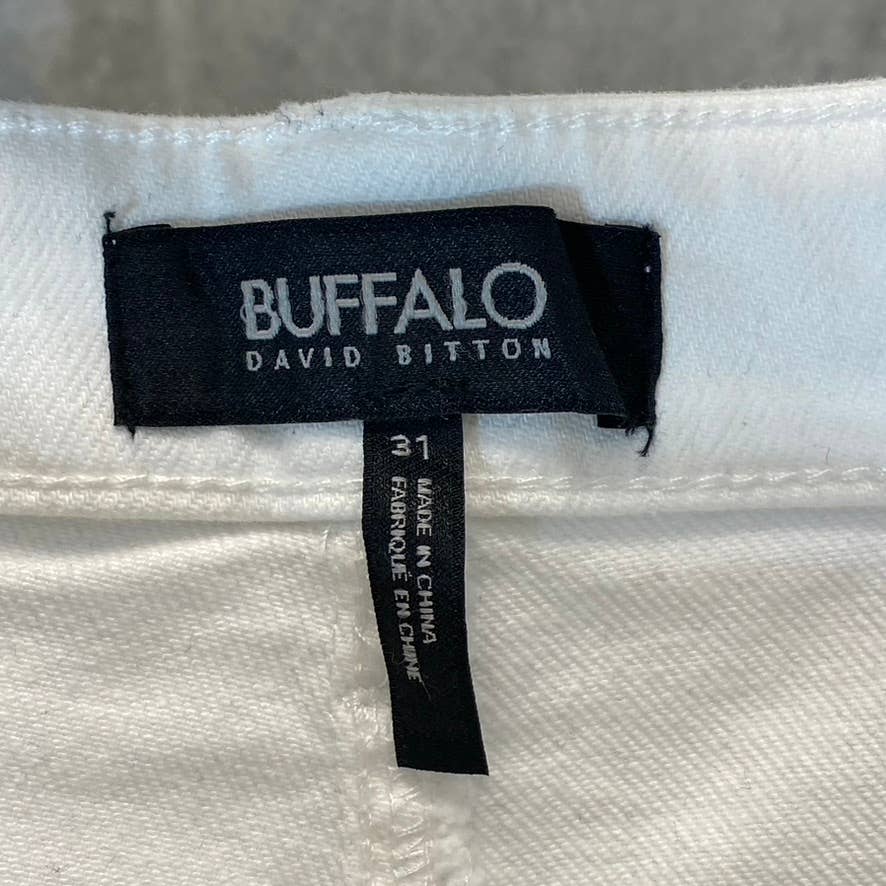 BUFFALO
DAVID BITTON
31
MADE IN CHINA
FABRIQUÉ EN CHINE